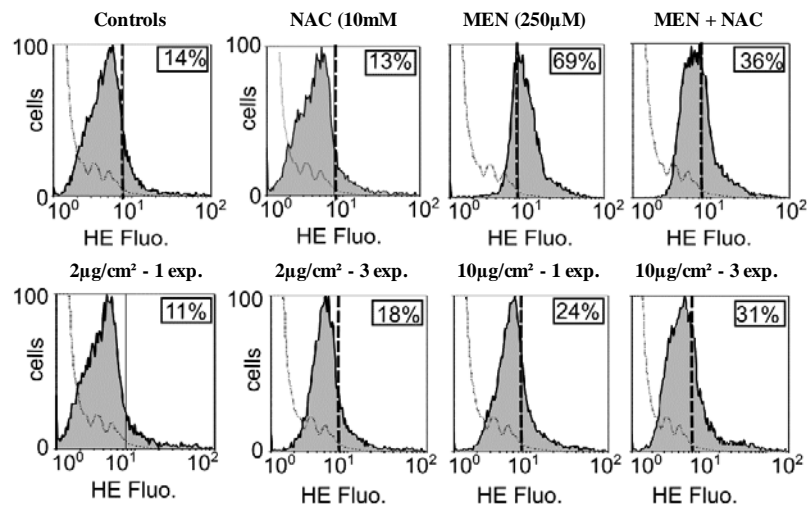 Controls
NAC (10mM
MEN (250µM)
MEN + NAC
100
cells
0
14%
10⁰ 10¹ 10²
HE Fluo.
13%
10⁰ 10¹ 10²
HE Fluo.
69%
10⁰ 10¹ 10²
HE Fluo.
36%
10⁰ 10¹ 10²
HE Fluo.
2µg/cm² - 1 exp.
2µg/cm² - 3 exp.
10µg/cm² - 1 exp.
10µg/cm² - 3 exp.
100
cells
0
11%
10⁰ 10¹ 10²
HE Fluo.
100
cells
0
18%
10⁰ 10¹ 10²
HE Fluo.
24%
10⁰ 10¹ 10²
HE Fluo.
31%
10⁰ 10¹ 10²
HE Fluo.